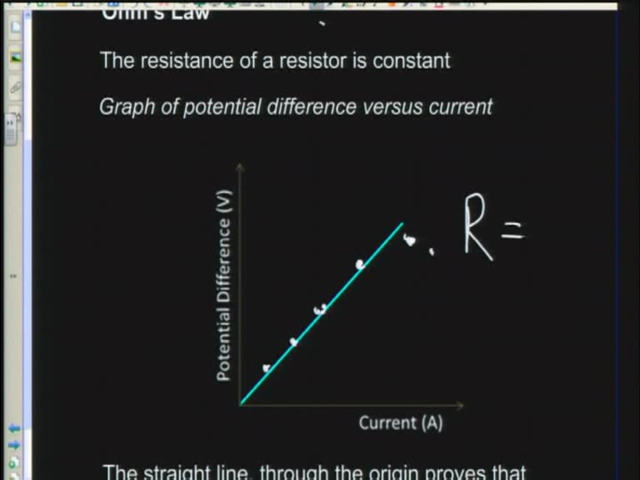 Ohm's Law
The resistance of a resistor is constant
Graph of potential difference versus current
Potential Difference (V)
R =
Current (A)
The straight line, through the origin proves that